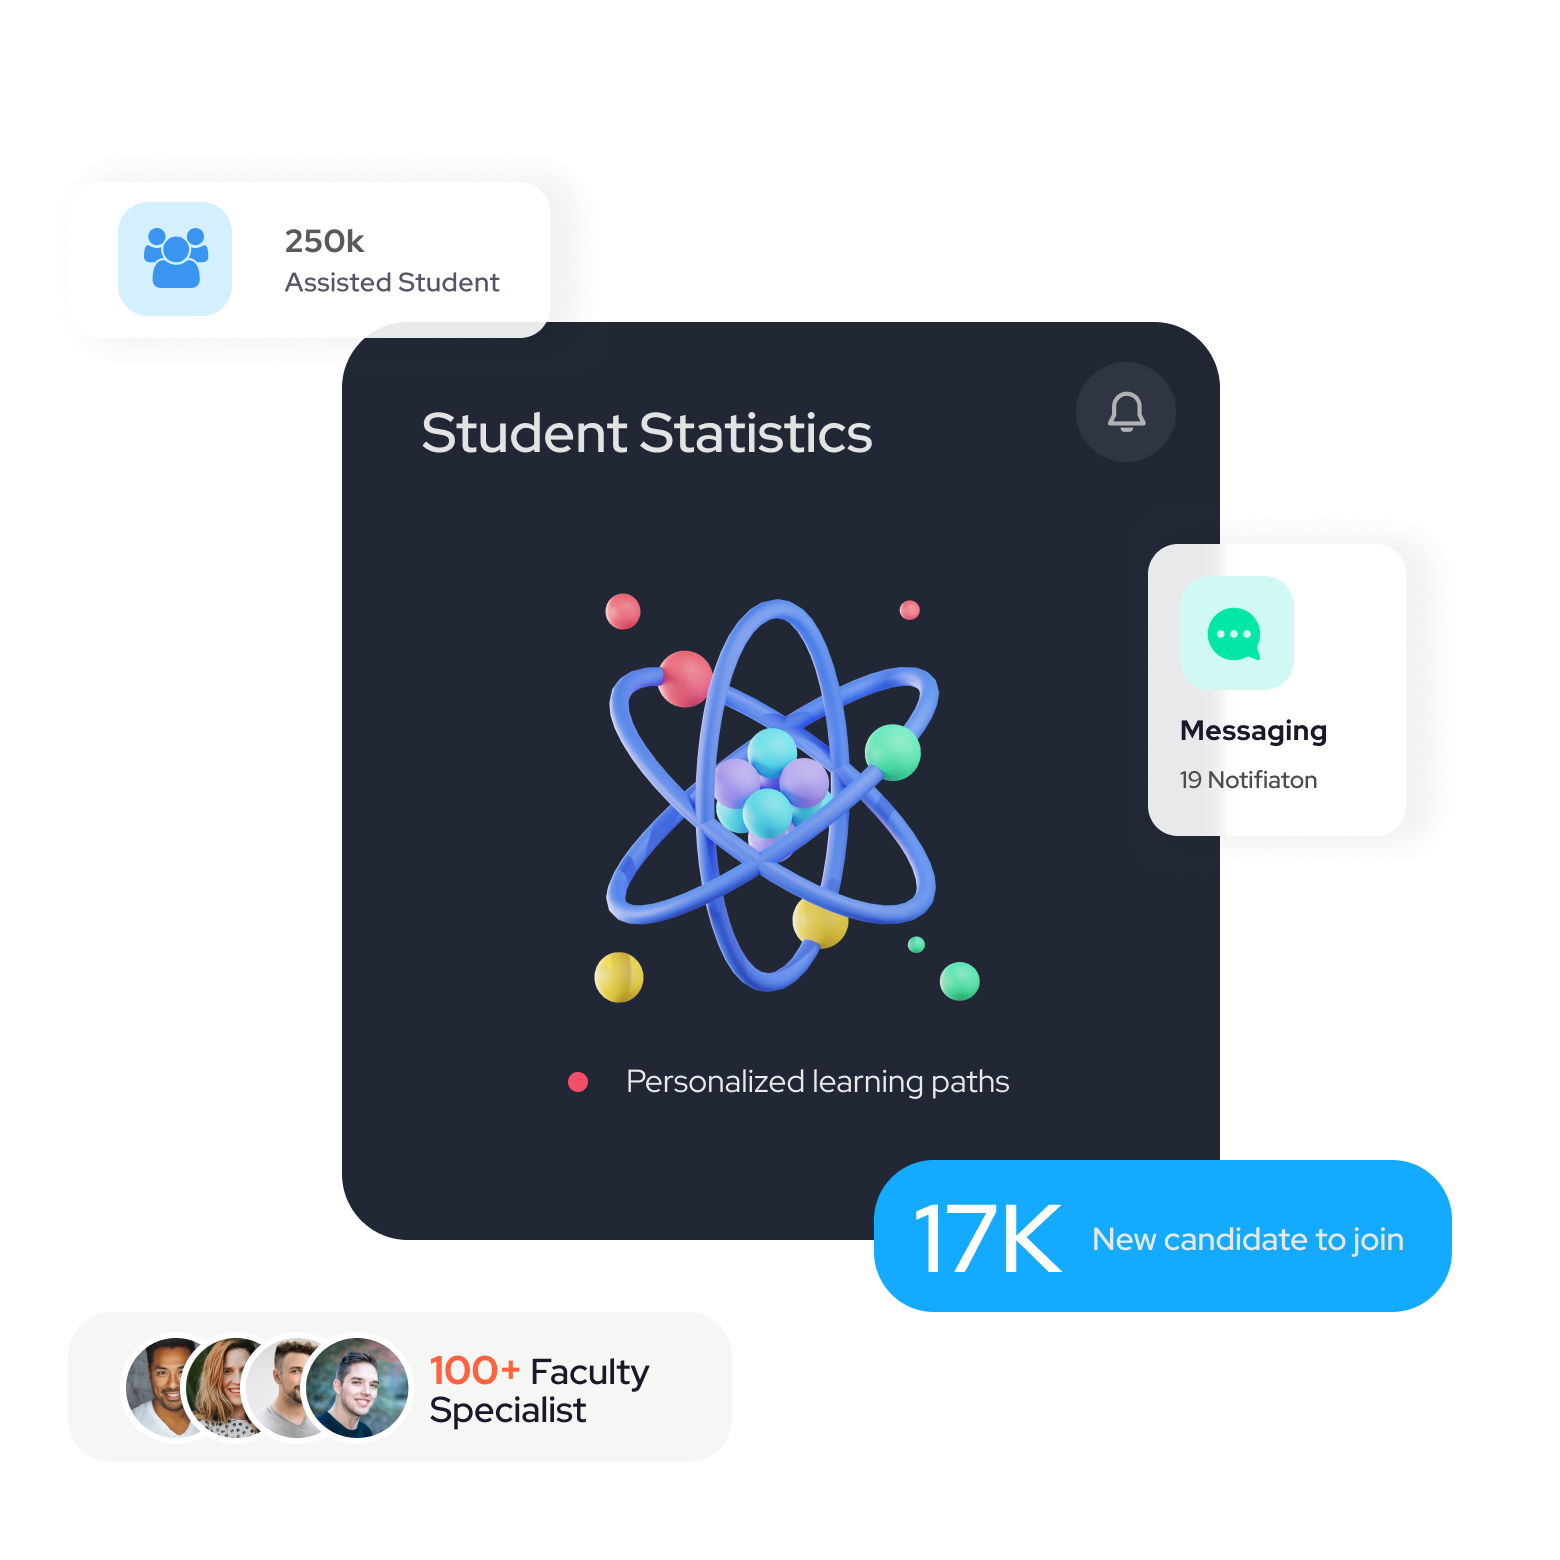 250k
Assisted Student
Student Statistics
Messaging
19 Notifiaton
Personalized learning paths
17K New candidate to join
100+ Faculty
Specialist